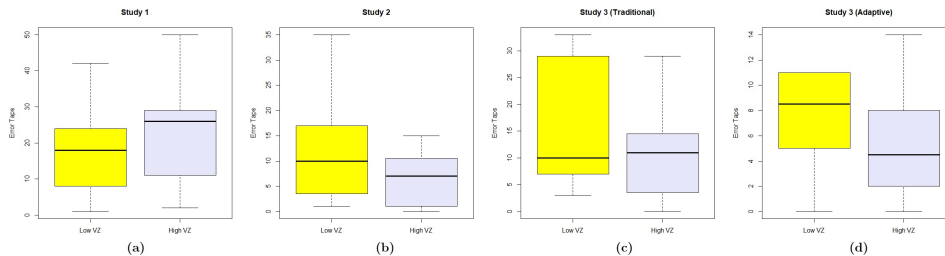 Study 1
Error Taps
0
10
20
30
40
50
Low VZ
High VZ
(a)
Study 2
Error Taps
0
5
10
15
20
25
30
35
Low VZ
High VZ
(b)
Study 3 (Traditional)
Error Taps
0
5
10
15
20
25
30
Low VZ
High VZ
(c)
Study 3 (Adaptive)
Error Taps
0
2
4
6
8
10
12
14
Low VZ
High VZ
(d)